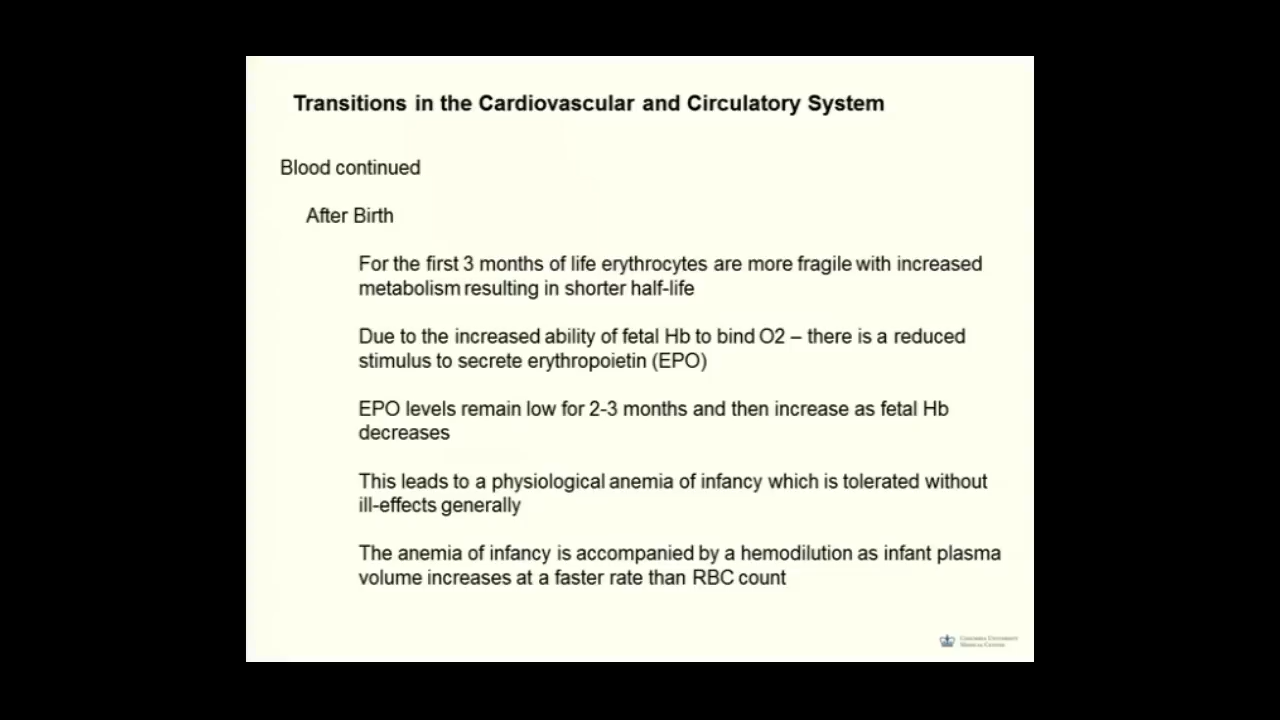 Transitions in the Cardiovascular and Circulatory System
Blood continued
After Birth
For the first 3 months of life erythrocytes are more fragile with increased
metabolism resulting in shorter half-life
Due to the increased ability of fetal Hb to bind O2 – there is a reduced
stimulus to secrete erythropoietin (EPO)
EPO levels remain low for 2-3 months and then increase as fetal Hb
decreases
This leads to a physiological anemia of infancy which is tolerated without
ill-effects generally
The anemia of infancy is accompanied by a hemodilution as infant plasma
volume increases at a faster rate than RBC count
Columbia University
Medical Center